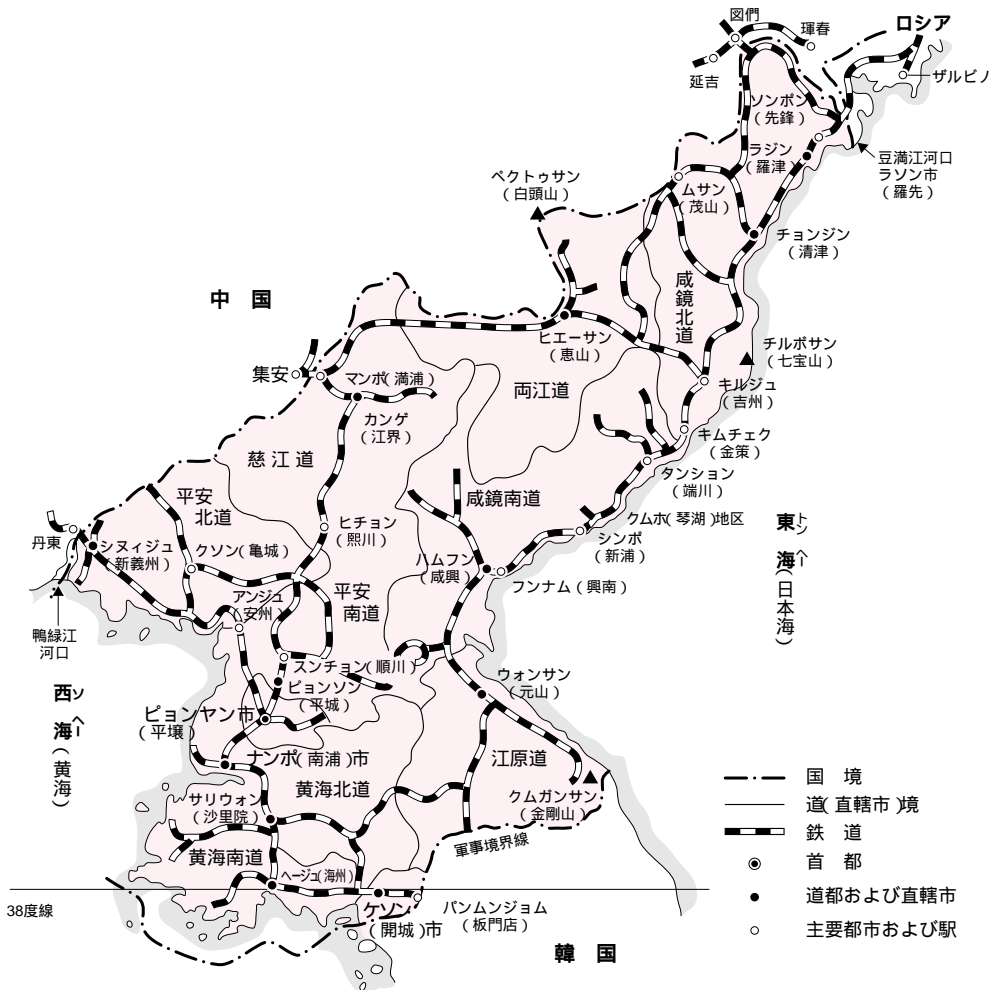 図們
琿春
ロシア
延吉
ザルビノ
ソンボン
（先鋒）
ラジン
（羅津）
豆満江河口
ラソン市
（羅先）
ペクトゥサン
（白頭山）
ムサン
（茂山）
チョンジン
（清津）
中　国
咸鏡北道
ヒエーサン
（恵山）
チルボサン
（七宝山）
集安
マンポ（満浦）
両江道
キルジュ
（吉州）
カンゲ
（江界）
キムチェク
（金策）
慈江道
タンション
（端川）
平安
北道
咸鏡南道
クムホ（琴湖）地区
ヒチョン
（煕川）
シンポ
（新浦）
東海（日本海）
トンヘー
丹東
シヌィジュ
（新義州）
クソン（亀城）
ハムフン
（咸興）
フンナム（興南）
アンジュ
（安州）
平安
南道
鴨緑江
河口
スンチョン（順川）
ピョンソン
（平城）
ウォンサン
（元山）
西海（黄海）
ソヘー
ピョンヤン市
（平壌）
ナンポ（南浦）市
江原道
黄海北道
サリウォン
（沙里院）
クムガンサン
（金剛山）
軍事境界線
黄海南道
ヘージュ（海州）
38度線
ケソン
（開城）市
パンムンジョム
（板門店）
韓　国
国　境
道（直轄市）境
鉄　道
首　都
道都および直轄市
主要都市および駅